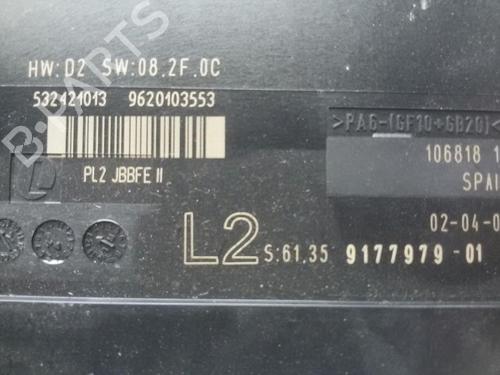 HW:D2 SW:08.2F.0C
532421013 9620103553
PL2 JBBFE II
>PA6-(GF10+GB20)<
106818 1
SPAI
02-04-0
L2 S:61.35 9177979-01
B-PARTS